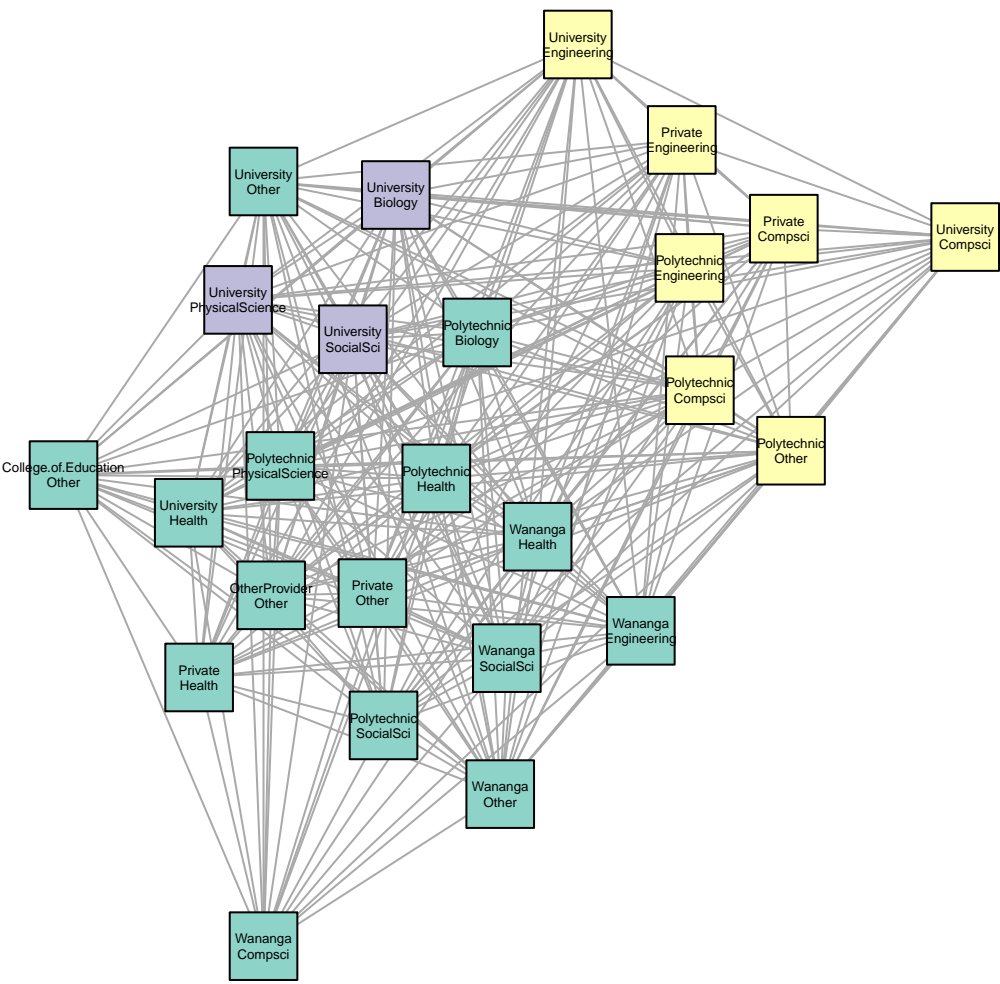 University
Engineering
Private
Engineering
University
Other
University
Biology
Private
Compsci
University
Compsci
Polytechnic
Engineering
University
PhysicalScience
University
SocialSci
Polytechnic
Biology
Polytechnic
Compsci
Polytechnic
Other
College.of.Education
Other
Polytechnic
PhysicalScience
Polytechnic
Health
University
Health
Wananga
Health
OtherProvider
Other
Private
Other
Wananga
Engineering
Wananga
SocialSci
Private
Health
Polytechnic
SocialSci
Wananga
Other
Wananga
Compsci